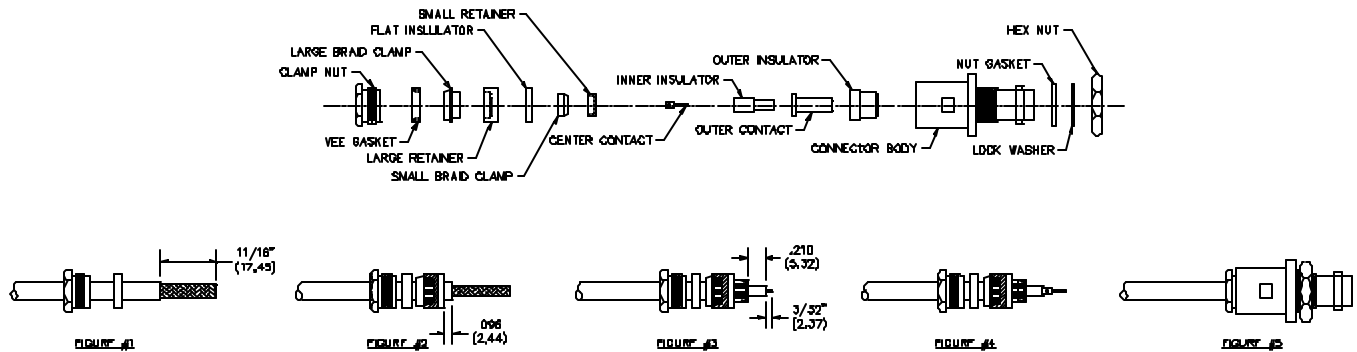 SMALL RETAINER
HEX NUT
FLAT INSLULATOR
LARGE BRAID CLAMP
OUTER INSULATOR
NUT GASKET
CLAMP NUT
INNER INSULATOR
VEE GASKET
CENTER CONTACT
OUTER CONTACT
LARGE RETAINER
CONNECTOR BODY
LOCK WASHER
SMALL BRAID CLAMP
11/16"
(17,45)
.210
(5.32)
3/32"
(2.37)
.096
(2,44)
FIGURE #1
FIGURE #2
FIGURE #3
FIGURE #4
FIGURE #5